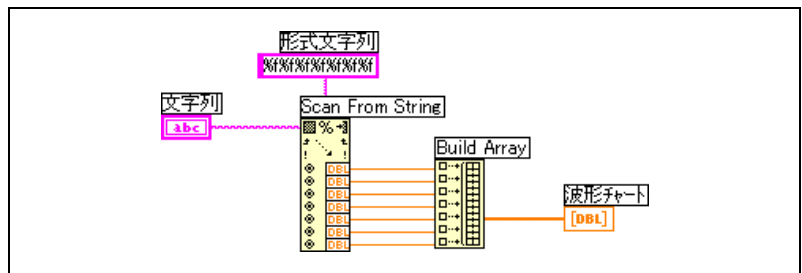 形式文字列
%f%f%f%f%f%f%f
文字列
abc
Scan From String
%
DBL
DBL
DBL
DBL
DBL
DBL
DBL
Build Array
波形チャート
[DBL]